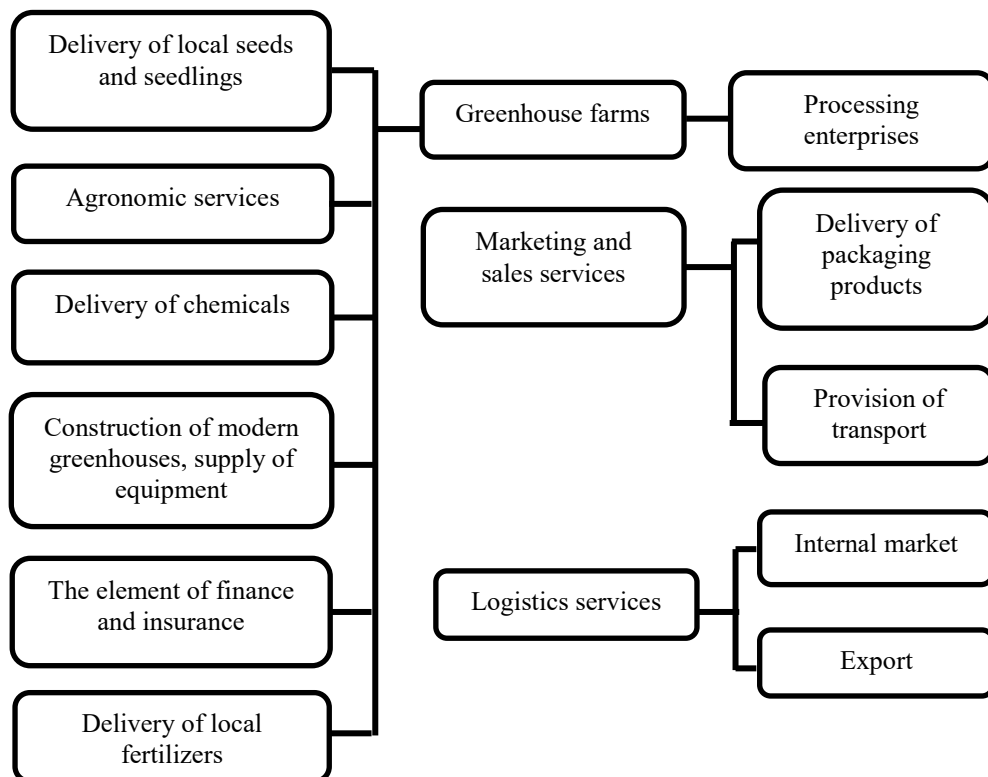 Delivery of local seeds
and seedlings
Agronomic services
Delivery of chemicals
Construction of modern
greenhouses, supply of
equipment
The element of finance
and insurance
Delivery of local
fertilizers
Greenhouse farms
Marketing and
sales services
Logistics services
Processing
enterprises
Delivery of
packaging
products
Provision of
transport
Internal market
Export